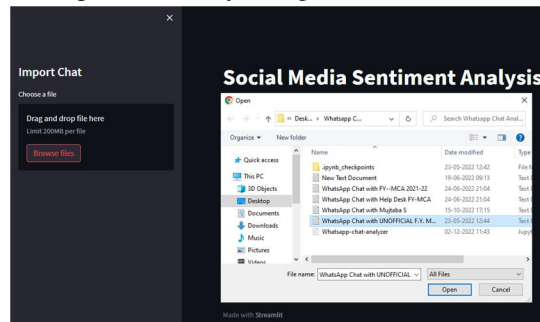 ×
Import Chat
Choose a file
Drag and drop file here
Limit 200MB per file
Browse files
Social Media Sentiment Analysis
Open
« Desk... › Whatsapp C...
Search Whatsapp Chat Anal...
Organize
New folder
Name
Date modified
Type
Quick access
This PC
3D Objects
Desktop
Documents
Downloads
Music
Pictures
Videos
.ipynb_checkpoints 23-05-2022 12:42 File f
New Text Document 19-06-2022 09:13 Text
WhatsApp Chat with FY--MCA 2021-22 24-06-2022 21:04 Text
WhatsApp Chat with Help Desk FY-MCA 24-06-2022 21:04 Text
WhatsApp Chat with Mujtaba S 15-10-2022 17:15 Text
WhatsApp Chat with UNOFFICIAL F.Y. M... 23-05-2022 12:44 Text
Whatsapp-chat-analyzer 02-12-2022 11:43 Jupyt
File name: WhatsApp Chat with UNOFFICIAL
All Files
Open
Cancel
Made with Streamlit